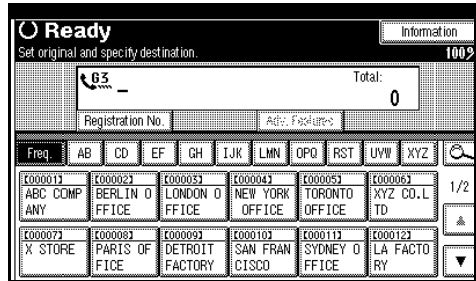 Ready
Information
Set original and specify destination.
100%
G3
Total:
0
Registration No.
Adv. Features
Freq. AB CD EF GH IJK LMN OPQ RST UVW XYZ
[00001] [00002] [00003] [00004] [00005] [00006]
ABC COMP BERLIN O LONDON O NEW YORK TORONTO XYZ CO.L
ANY FFICE FFICE OFFICE OFFICE TD
1/2
[00007] [00008] [00009] [00010] [00011] [00012]
X STORE PARIS OF DETROIT SAN FRAN SYDNEY O LA FACTO
FICE FACTORY CISCO FFICE RY